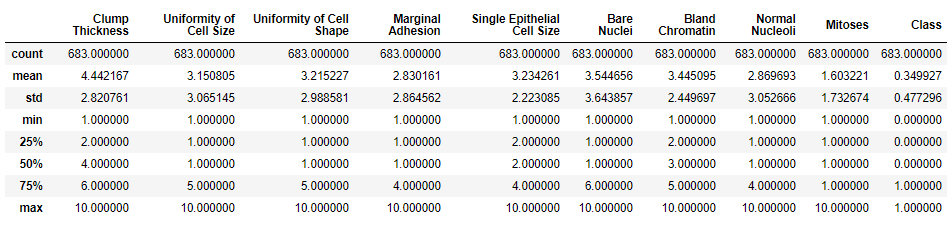 Clump Thickness Uniformity of Cell Size Uniformity of Cell Shape Marginal Adhesion Single Epithelial Cell Size Bare Nuclei Bland Chromatin Normal Nucleoli Mitoses Class
count 683.000000 683.000000 683.000000 683.000000 683.000000 683.000000 683.000000 683.000000 683.000000 683.000000
mean 4.442167 3.150805 3.215227 2.830161 3.234261 3.544656 3.445095 2.869693 1.603221 0.349927
std 2.820761 3.065145 2.988581 2.864562 2.223085 3.643857 2.449697 3.052666 1.732674 0.477296
min 1.000000 1.000000 1.000000 1.000000 1.000000 1.000000 1.000000 1.000000 1.000000 0.000000
25% 2.000000 1.000000 1.000000 1.000000 2.000000 1.000000 2.000000 1.000000 1.000000 0.000000
50% 4.000000 1.000000 1.000000 1.000000 2.000000 1.000000 3.000000 1.000000 1.000000 0.000000
75% 6.000000 5.000000 5.000000 4.000000 4.000000 6.000000 5.000000 4.000000 1.000000 1.000000
max 10.000000 10.000000 10.000000 10.000000 10.000000 10.000000 10.000000 10.000000 10.000000 1.000000